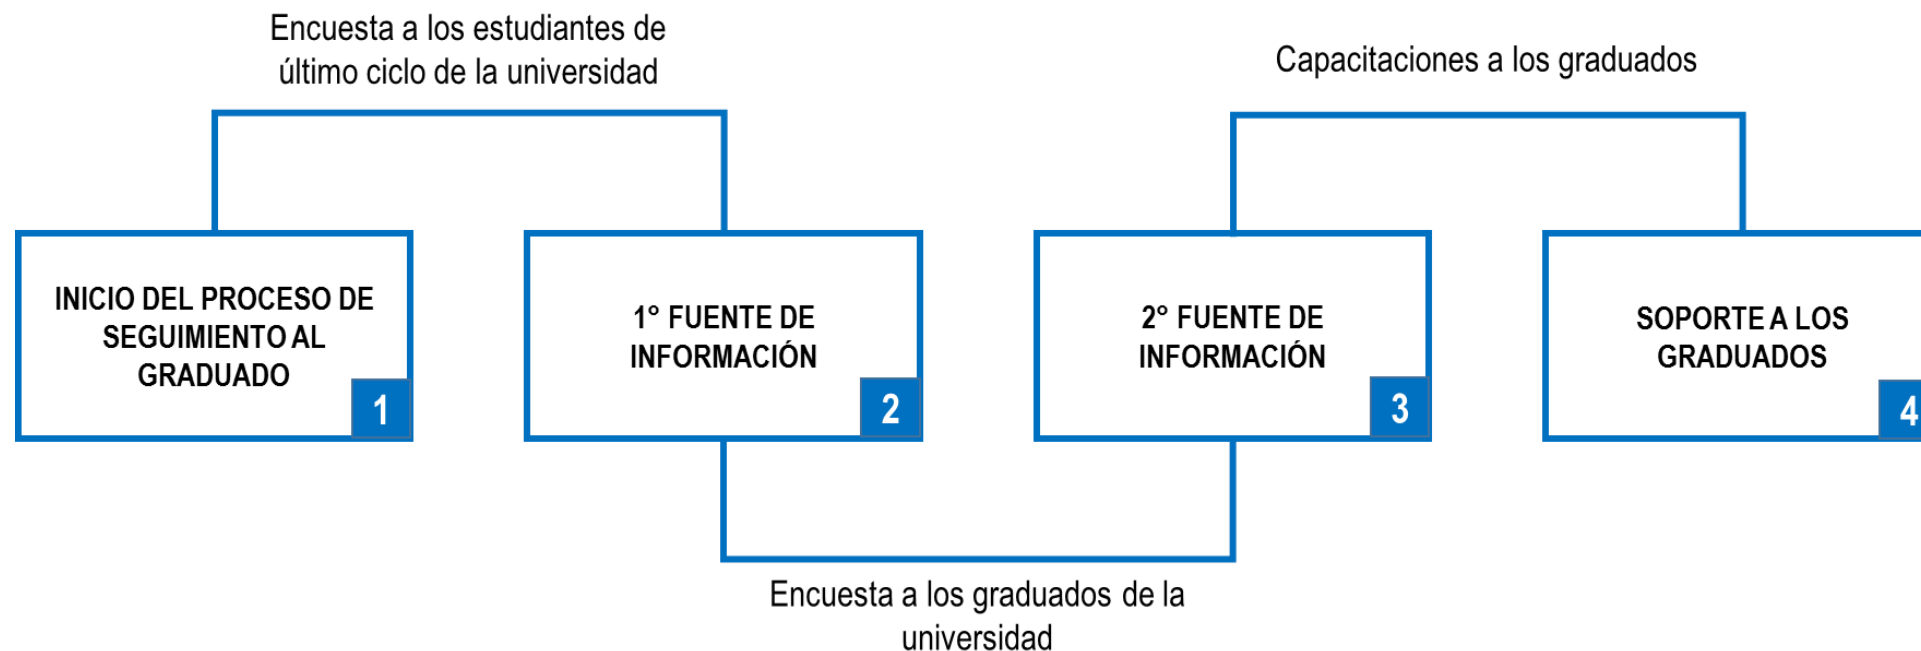 Encuesta a los estudiantes de
último ciclo de la universidad
Capacitaciones a los graduados
INICIO DEL PROCESO DE
SEGUIMIENTO AL
GRADUADO
1
1° FUENTE DE
INFORMACIÓN
2
2° FUENTE DE
INFORMACIÓN
3
SOPORTE A LOS
GRADUADOS
4
Encuesta a los graduados de la
universidad